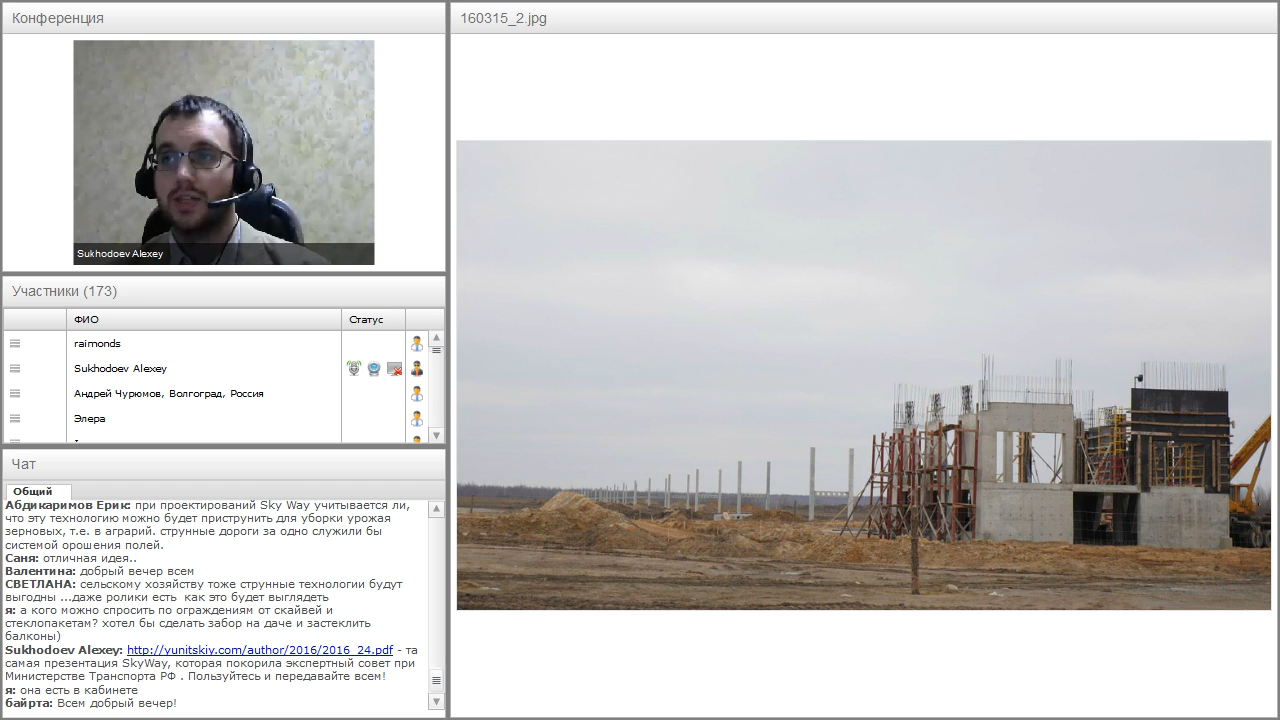 Конференция
160315_2.jpg
Sukhodoev Alexey
Участники (173)
ФИО
Статус
raimonds
Sukhodoev Alexey
Андрей Чурюмов, Волгоград, Россия
Элера
Чат
Общий
Абдикаримов Ерик: при проектирований Sky Way учитывается ли,
что эту технологию можно будет приструнить для уборки урожая
зерновых, т.е. в аграрий. струнные дороги за одно служили бы
системой орошения полей.
Саня: отличная идея..
Валентина: добрый вечер всем
СВЕТЛАНА: сельскому хозяйству тоже струнные технологии будут
выгодны ...даже ролики есть как это будет выглядеть
я: а кого можно спросить по ограждениям от скайвей и
стеклопакетам? хотел бы сделать забор на даче и застеклить
балконы)
Sukhodoev Alexey: http://yunitskiy.com/author/2016/2016_24.pdf - та
самая презентация SkyWay, которая покорила экспертный совет при
Министерстве Транспорта РФ . Пользуйтесь и передавайте всем!
я: она есть в кабинете
байрта: Всем добрый вечер!